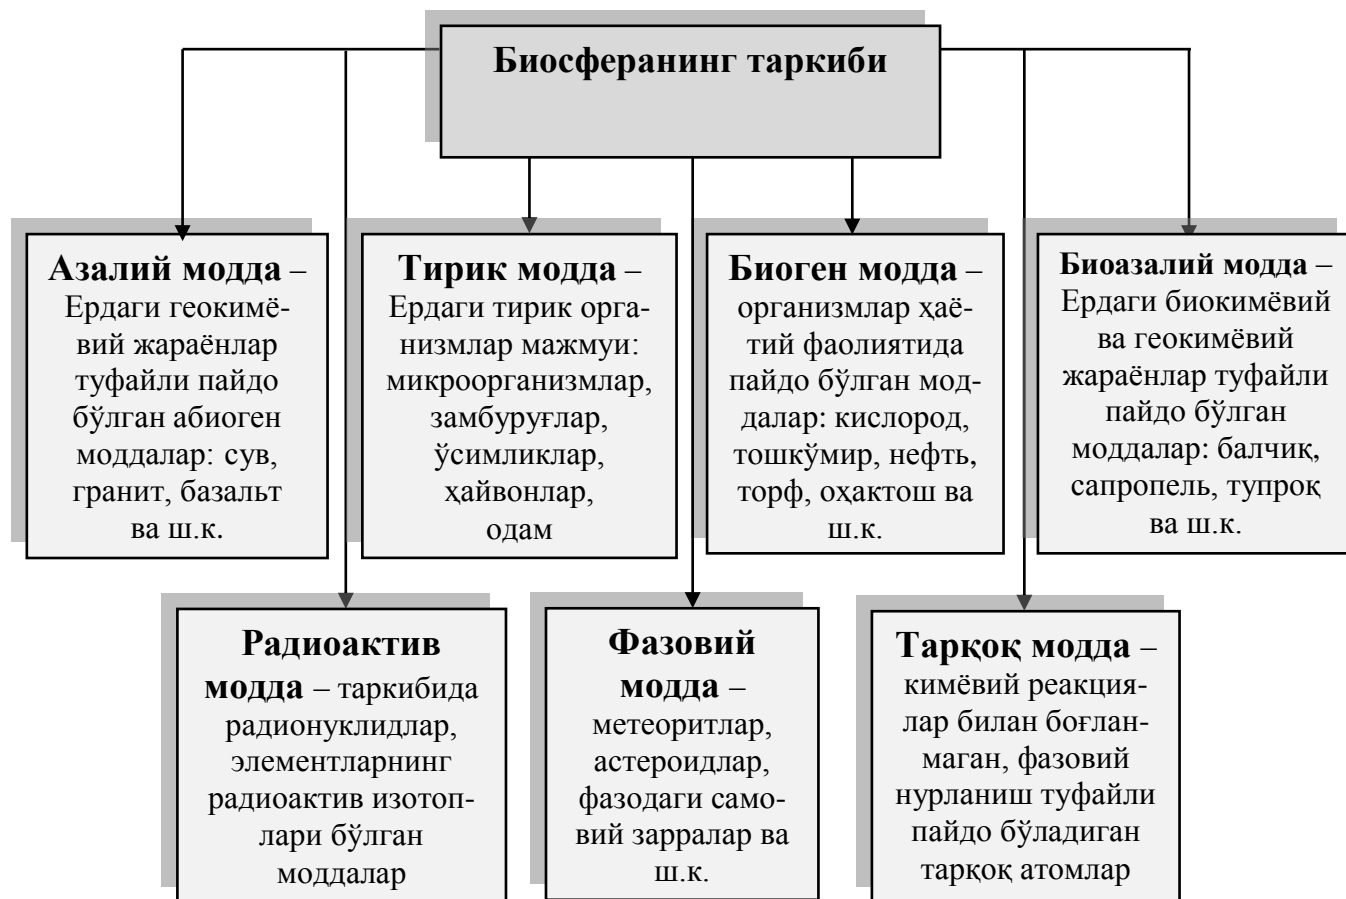 Биосферанинг таркиби
Азалий модда –
Ердаги геокимё-
вий жараёнлар
туфайли пайдо
бўлган абиоген
моддалар: сув,
гранит, базальт
ва ш.к.
Тирик модда –
Ердаги тирик орга-
низмлар мажмуи:
микроорганизмлар,
замбуруғлар,
ўсимликлар,
ҳайвонлар,
одам
Биоген модда –
организмлар ҳаё-
тий фаолиятида
пайдо бўлган мод-
далар: кислород,
тошкўмир, нефть,
торф, оҳактош ва
ш.к.
Биоазалий модда –
Ердаги биокимёвий
ва геокимёвий
жараёнлар туфайли
пайдо бўлган
моддалар: балчиқ,
сапропель, тупроқ
ва ш.к.
Радиоактив
модда – таркибида
радионуклидлар,
элементларнинг
радиоактив изотоп-
лари бўлган
моддалар
Фазовий
модда –
метеоритлар,
астероидлар,
фазодаги само-
вий зарралар ва
ш.к.
Тарқоқ модда –
кимёвий реакция-
лар билан боғлан-
маган, фазовий
нурланиш туфайли
пайдо бўладиган
тарқоқ атомлар